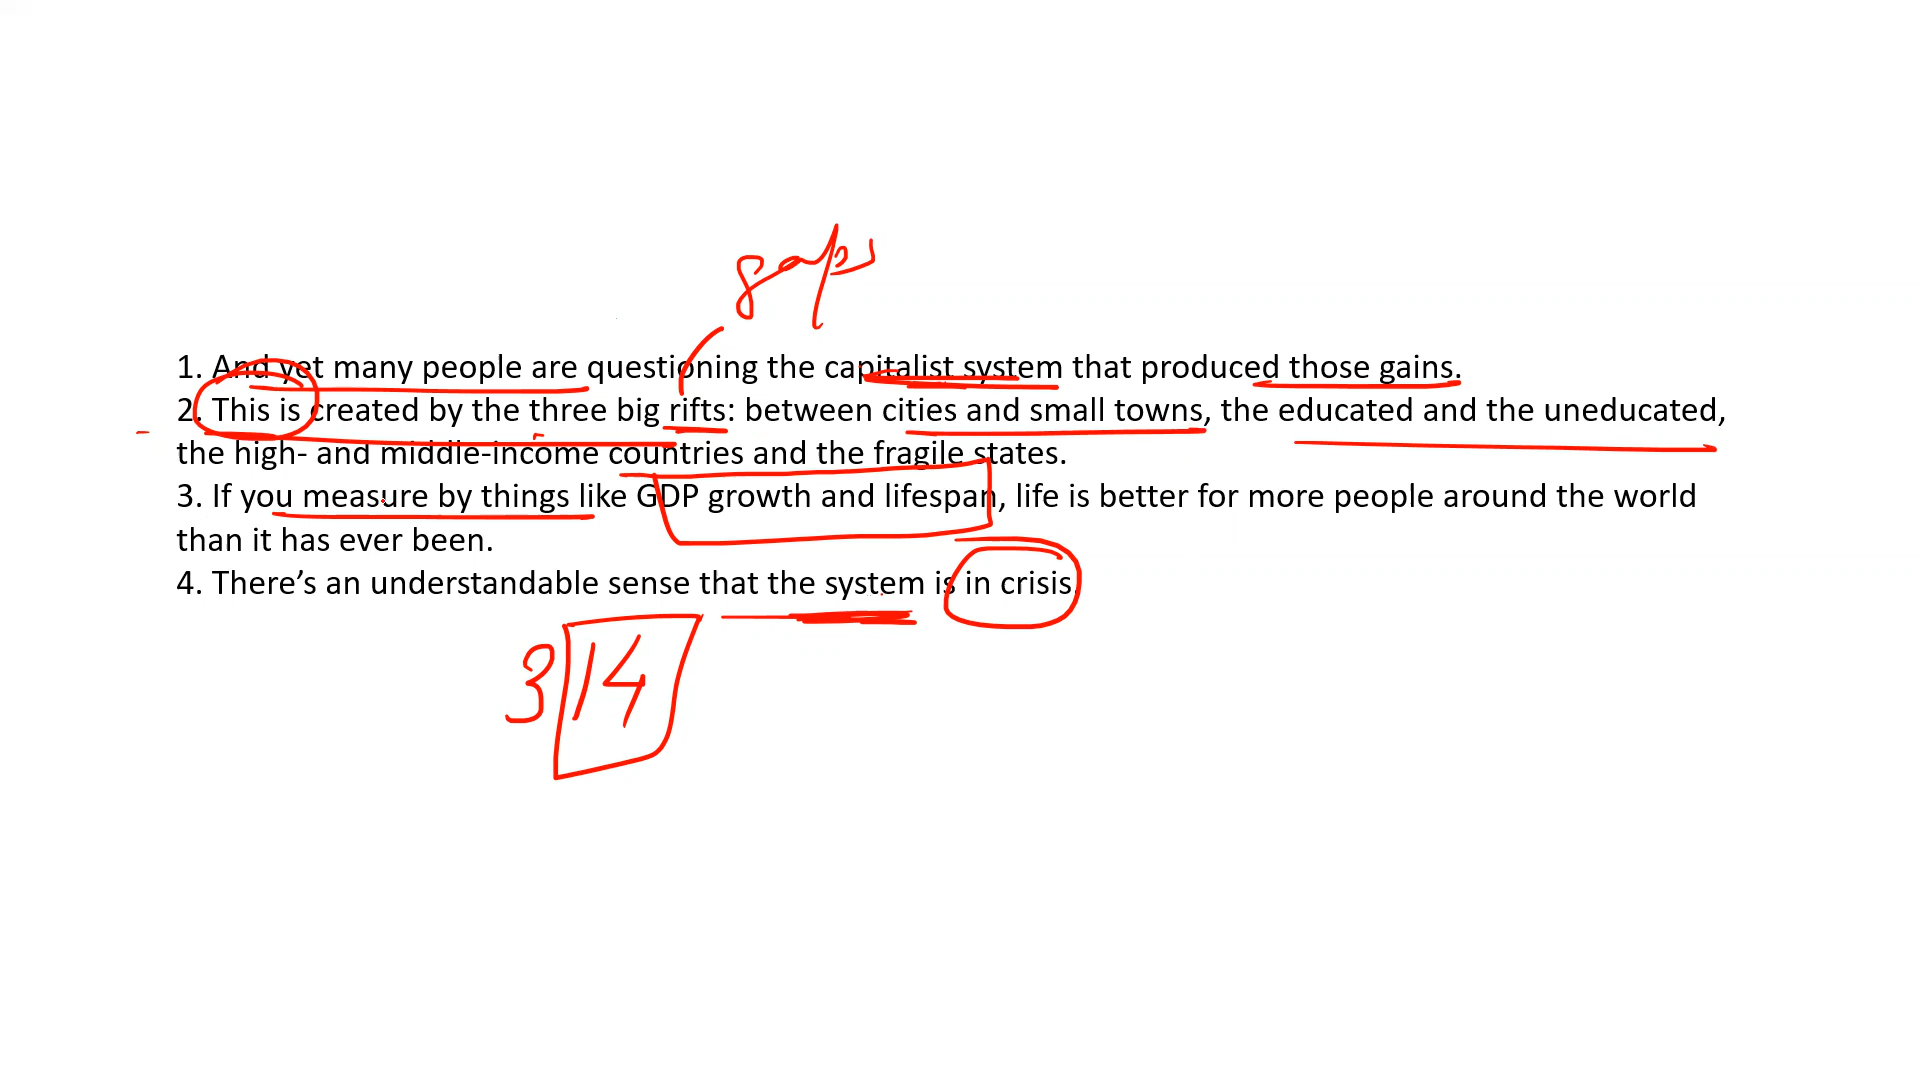 gaps
1. And yet many people are questioning the capitalist system that produced those gains.
2. This is created by the three big rifts: between cities and small towns, the educated and the uneducated,
the high- and middle-income countries and the fragile states.
3. If you measure by things like GDP growth and lifespan, life is better for more people around the world
than it has ever been.
4. There’s an understandable sense that the system is in crisis.
314